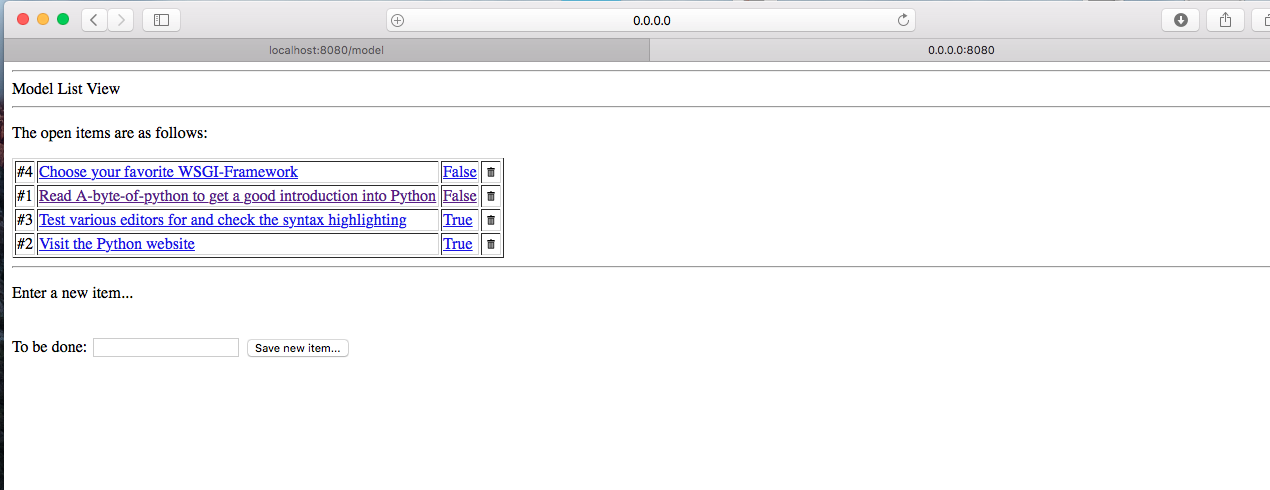 0.0.0.0
localhost:8080/model
0.0.0.0:8080
Model List View
The open items are as follows:
#4 Choose your favorite WSGI-Framework False
#1 Read A-byte-of-python to get a good introduction into Python False
#3 Test various editors for and check the syntax highlighting True
#2 Visit the Python website True
Enter a new item...
To be done: Save new item...